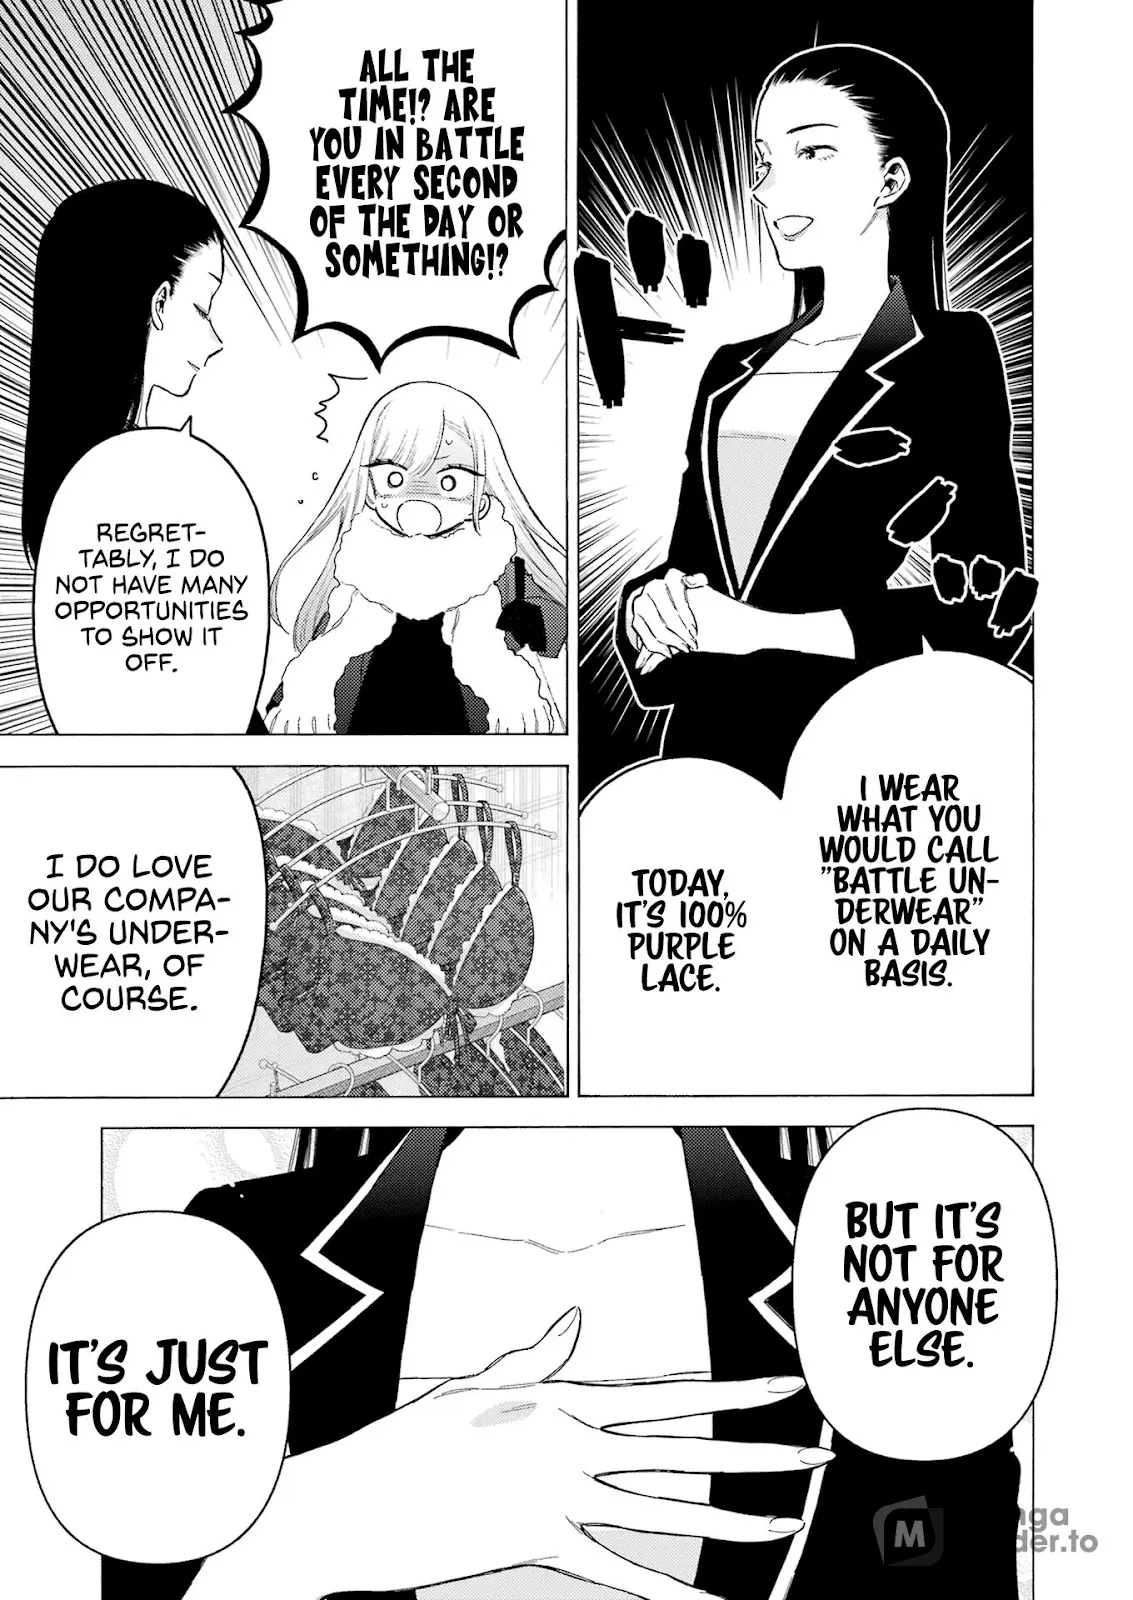 I WEAR
WHAT YOU
WOULD CALL
"BATTLE UN-
DERWEAR"
ON A DAILY
BASIS.
TODAY,
IT'S 100%
PURPLE
LACE.
ALL THE
TIME!? ARE
YOU IN BATTLE
EVERY SECOND
OF THE DAY OR
SOMETHING!?
REGRET-
TABLY, I DO
NOT HAVE MANY
OPPORTUNITIES
TO SHOW IT
OFF.
I DO LOVE
OUR COMPA-
NY'S UNDER-
WEAR, OF
COURSE.
BUT IT'S
NOT FOR
ANYONE
ELSE.
IT'S JUST
FOR ME.
M
nga
der.to